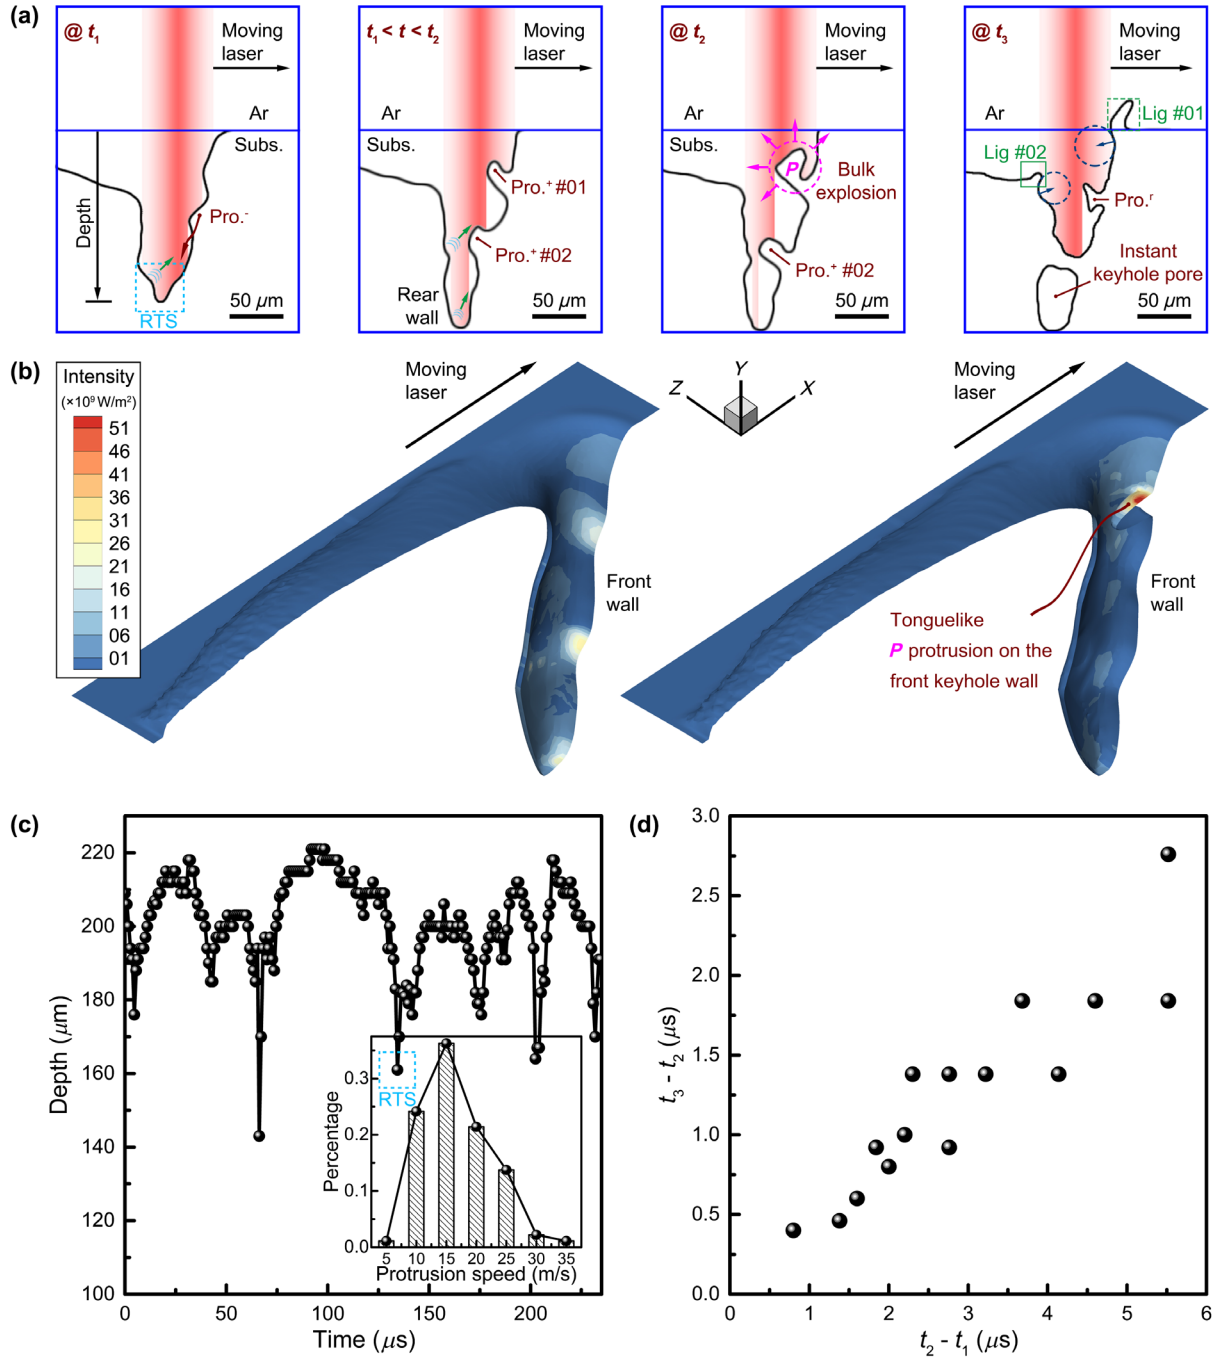 (a)
@ t1
Moving
laser
Ar
Subs.
Depth
Pro.-
RTS
50 μm
t1 < t < t2
Moving
laser
Ar
Subs.
Pro.+ #01
Pro.+ #02
Rear
wall
50 μm
@ t2
Moving
laser
Ar
Subs.
P
Bulk
explosion
Pro.+ #02
50 μm
@ t3
Moving
laser
Ar
Lig #01
Lig #02
Pro.r
Instant
keyhole pore
50 μm
(b)
Intensity
(×10⁹ W/m²)
51
46
41
36
31
26
21
16
11
06
01
Moving
laser
Front
wall
Y
Z
X
Moving
laser
Front
wall
Tonguelike
P protrusion on the
front keyhole wall
(c)
220
200
180
160
140
120
100
Depth (μm)
0
50
100
150
200
Time (μs)
RTS
0.3
0.2
0.1
0.0
Percentage
5
10
15
20
25
30
35
Protrusion speed (m/s)
(d)
3.0
2.5
2.0
1.5
1.0
0.5
0.0
t3 - t2 (μs)
0
1
2
3
4
5
6
t2 - t1 (μs)